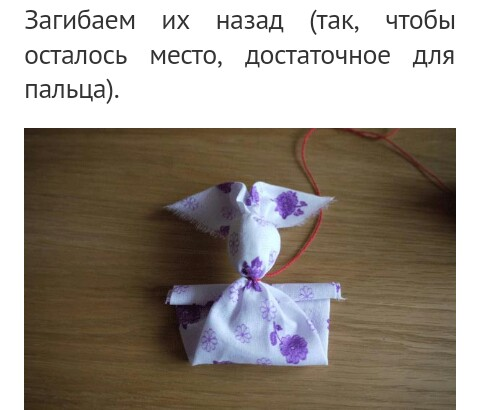 Загибаем их назад (так, чтобы
осталось место, достаточное для
пальца).